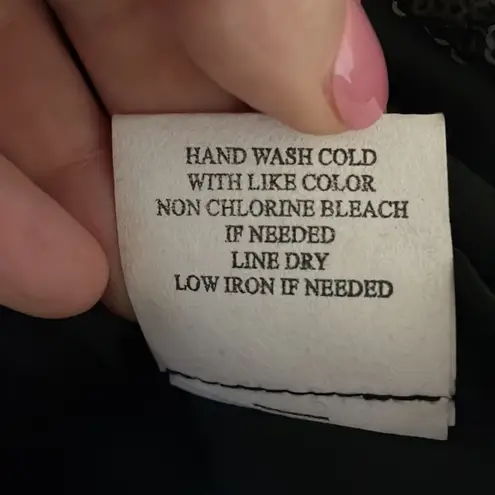 HAND WASH COLD
WITH LIKE COLOR
NON CHLORINE BLEACH
IF NEEDED
LINE DRY
LOW IRON IF NEEDED